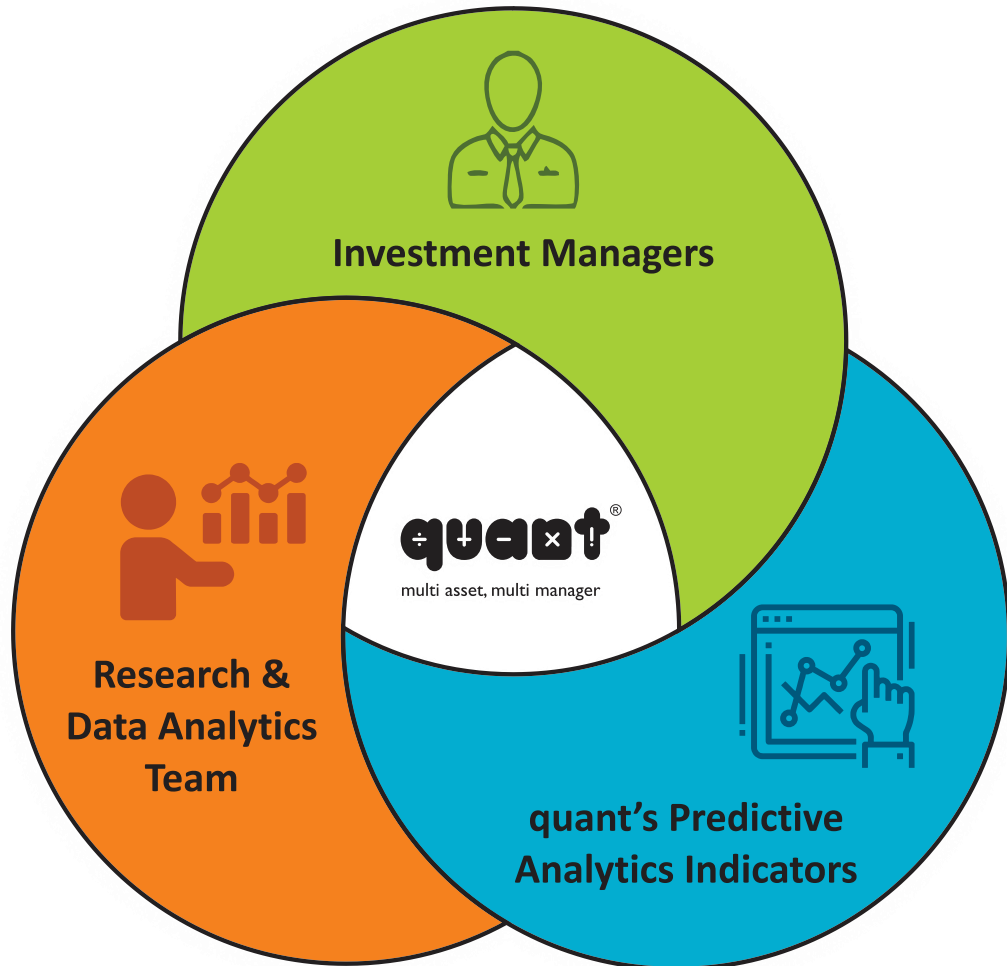 Investment Managers
quant®
multi asset, multi manager
Research &
Data Analytics
Team
quant’s Predictive
Analytics Indicators